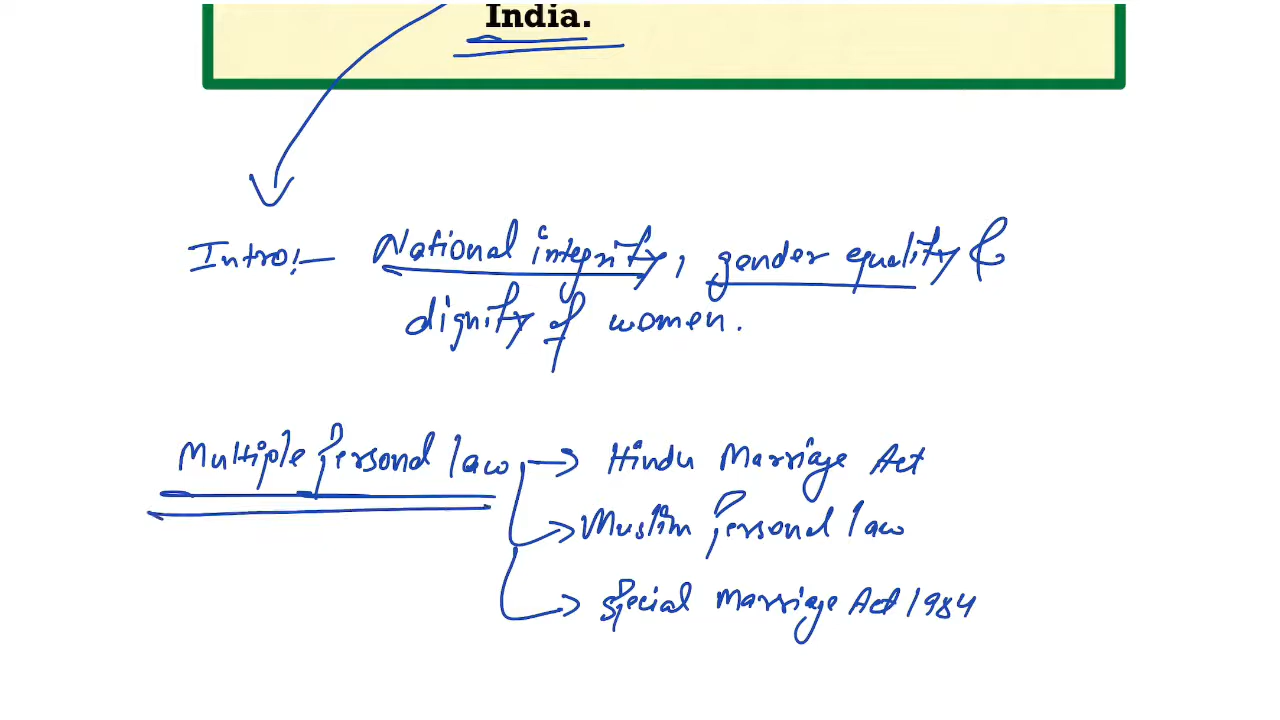 India.
Intro:- National integrity, gender equality &
dignity of women.
Multiple personal law → Hindu Marriage Act
→ Muslim Personal law
→ Special Marriage Act 1984